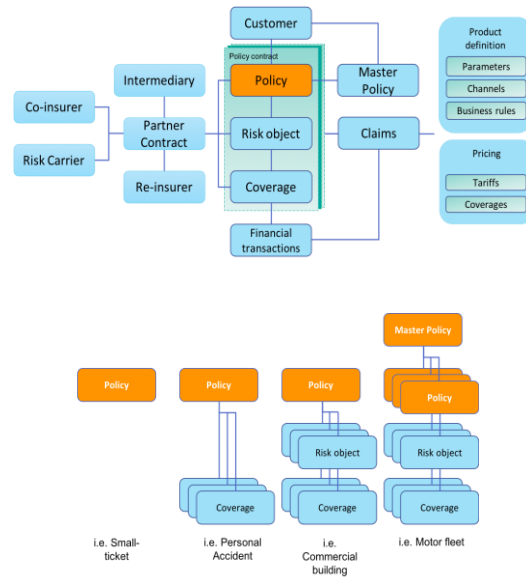 Customer
Product
definition
Policy contract
Parameters
Intermediary
Policy
Master
Policy
Channels
Co-insurer
Business rules
Partner
Contract
Risk object
Claims
Risk Carrier
Pricing
Re-insurer
Coverage
Tariffs
Coverages
Financial
transactions
Master Policy
Policy
Policy
Policy
Policy
Risk object
Risk object
Coverage
Coverage
Coverage
i.e. Small-
ticket
i.e. Personal
Accident
i.e.
Commercial
building
i.e. Motor fleet